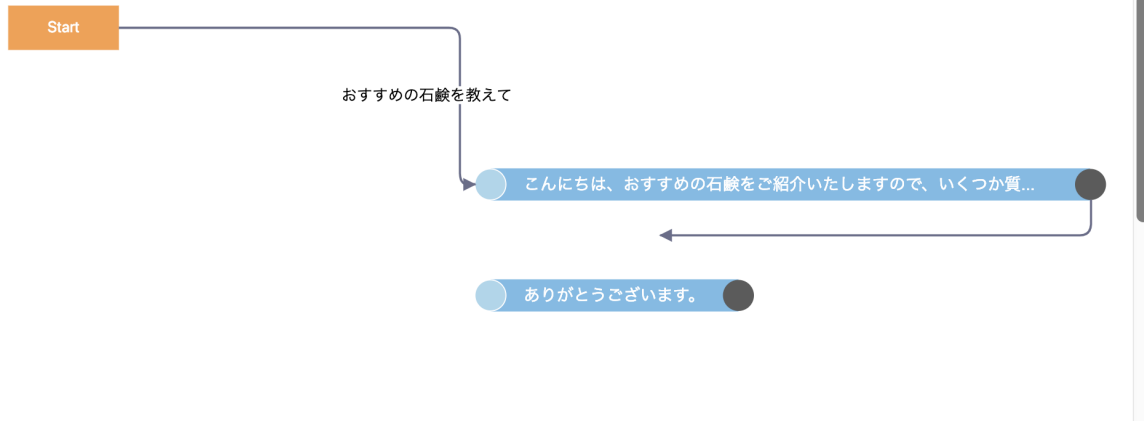 Start
おすすめの石鹸を教えて
こんにちは、おすすめの石鹸をご紹介いたしますので、いくつか質...
ありがとうございます。